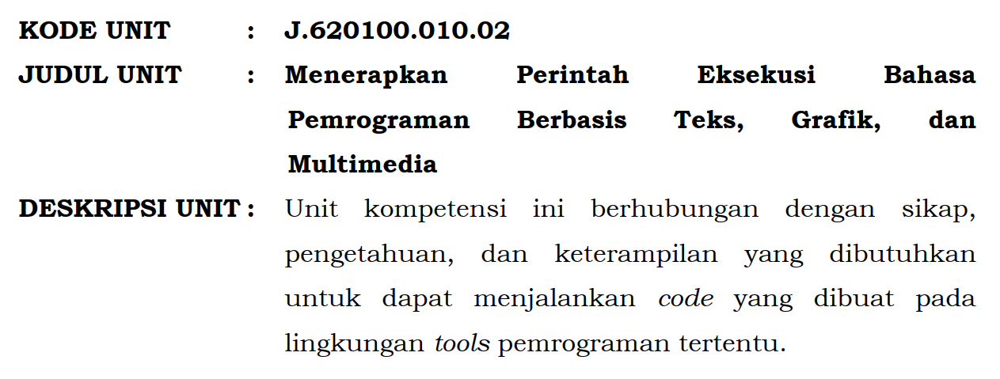 KODE UNIT : J.620100.010.02
JUDUL UNIT : Menerapkan Perintah Eksekusi Bahasa
Pemrograman Berbasis Teks, Grafik, dan
Multimedia
DESKRIPSI UNIT : Unit kompetensi ini berhubungan dengan sikap,
pengetahuan, dan keterampilan yang dibutuhkan
untuk dapat menjalankan code yang dibuat pada
lingkungan tools pemrograman tertentu.